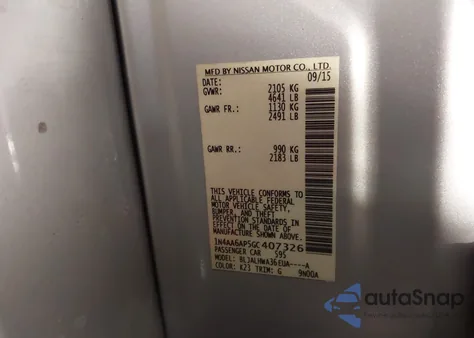 MFD BY NISSAN MOTOR CO., LTD.
DATE: 09/15
GVWR: 2105 KG
4641 LB
GAWR FR.: 1130 KG
2491 LB
GAWR RR.: 990 KG
2183 LB
THIS VEHICLE CONFORMS TO
ALL APPLICABLE FEDERAL
MOTOR VEHICLE SAFETY,
BUMPER, AND THEFT
PREVENTION STANDARDS
IN EFFECT ON THE DATE OF
MANUFACTURE SHOWN ABOVE.
1N4AA6AP5GC407326
PASSENGER CAR 595
MODEL: BL3ALHWA36EUA----A
COLOR: K23 TRIM: G 9N00A
autoSnap